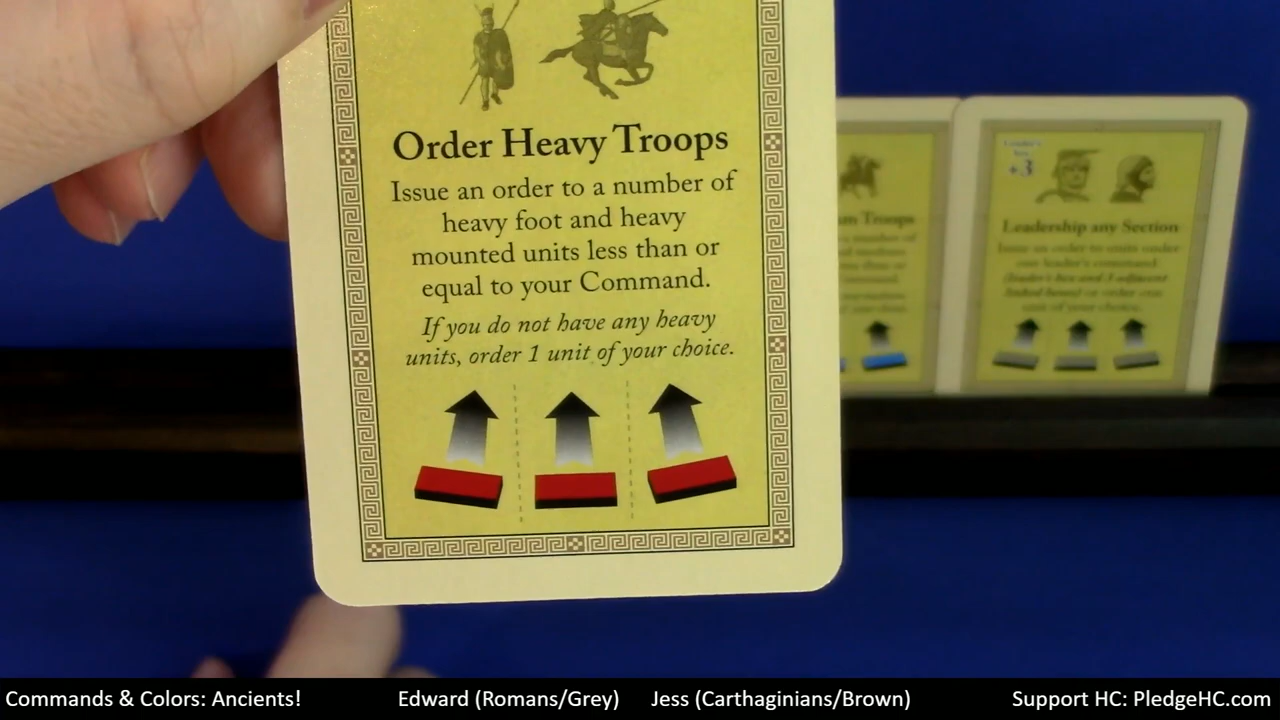 Order Heavy Troops
Issue an order to a number of
heavy foot and heavy
mounted units less than or
equal to your Command.
If you do not have any heavy
units, order 1 unit of your choice.
Troops
+3
Leadership any Section
Issue an order to units under
one leader's command
(leader's hex and 3 adjacent
linked hexes) or order one
unit of your choice.
Commands & Colors: Ancients!
Edward (Romans/Grey)
Jess (Carthaginians/Brown)
Support HC: PledgeHC.com